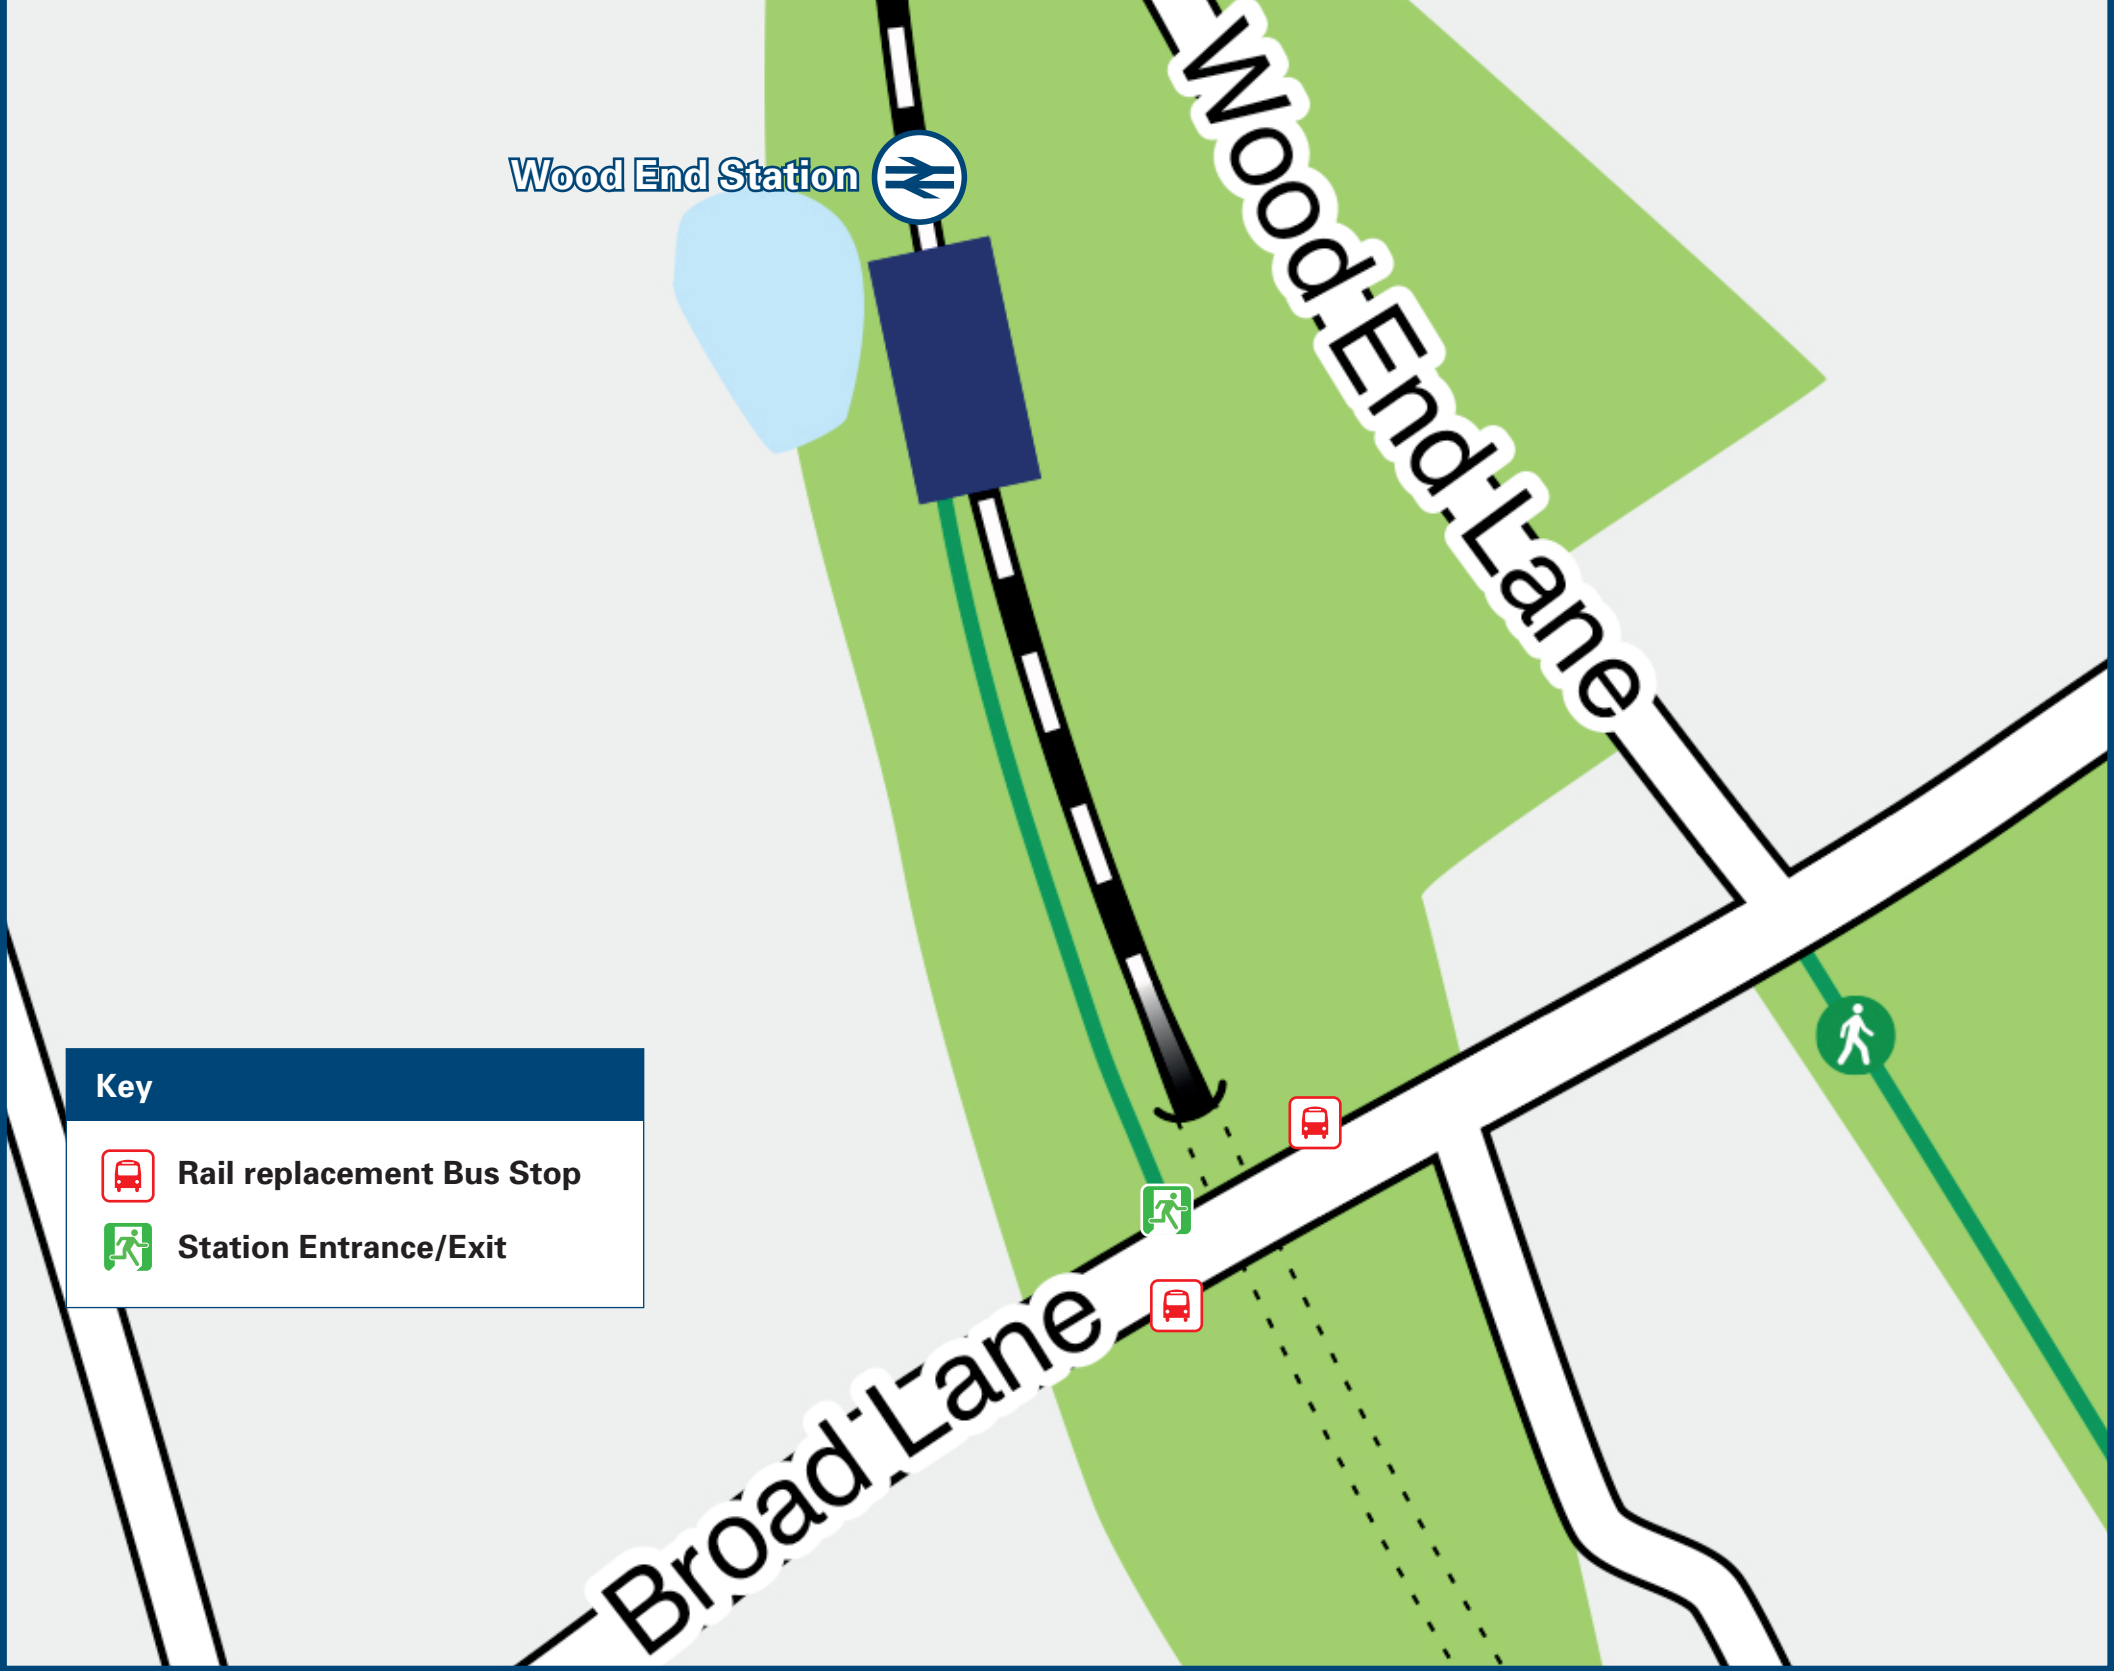 Wood End Station
Wood End Lane
Key
Rail replacement Bus Stop
Station Entrance/Exit
Broad Lane